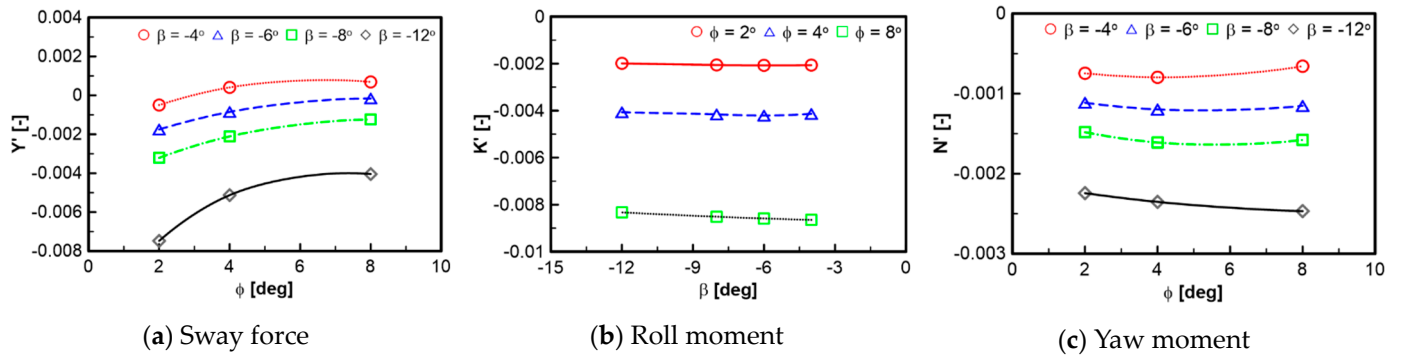 0.004
0.002
0
-0.002
-0.004
-0.006
-0.008
Y' [-]
β = -4° β = -6° β = -8° β = -12°
0 2 4 6 8 10
ϕ [deg]
(a) Sway force
0
-0.002
-0.004
-0.006
-0.008
-0.01
K' [-]
ϕ = 2° ϕ = 4° ϕ = 8°
-15 -12 -9 -6 -3 0
β [deg]
(b) Roll moment
0
-0.001
-0.002
-0.003
N' [-]
β = -4° β = -6° β = -8° β = -12°
0 2 4 6 8 10
ϕ [deg]
(c) Yaw moment